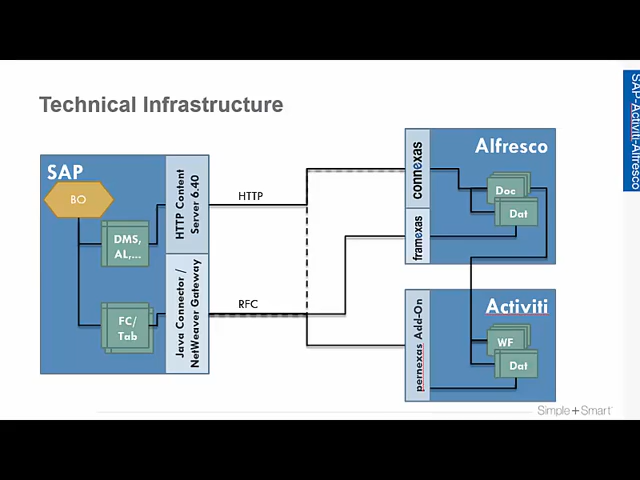 Technical Infrastructure
SAP-Activiti-Alfresco
SAP
BO
DMS,
AL,...
FC/
Tab
HTTP Content
Server 6.40
Java Connector /
NetWeaver Gateway
HTTP
RFC
connexas
framexas
Alfresco
Doc
Dat
pernexas Add-On
Activiti
WF
Dat
Simple+Smart